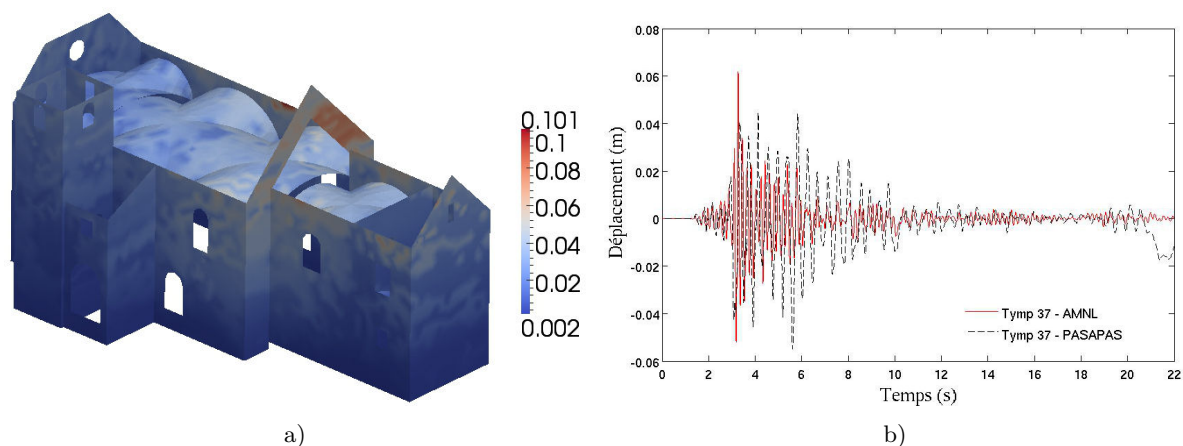 0.101
0.1
0.08
0.06
0.04
0.02
0.002
a)
0.08
0.06
0.04
0.02
0
-0.02
-0.04
-0.06
Déplacement (m)
0 2 4 6 8 10 12 14 16 18 20 22
Temps (s)
Tymp 37 - AMNL
Tymp 37 - PASAPAS
b)